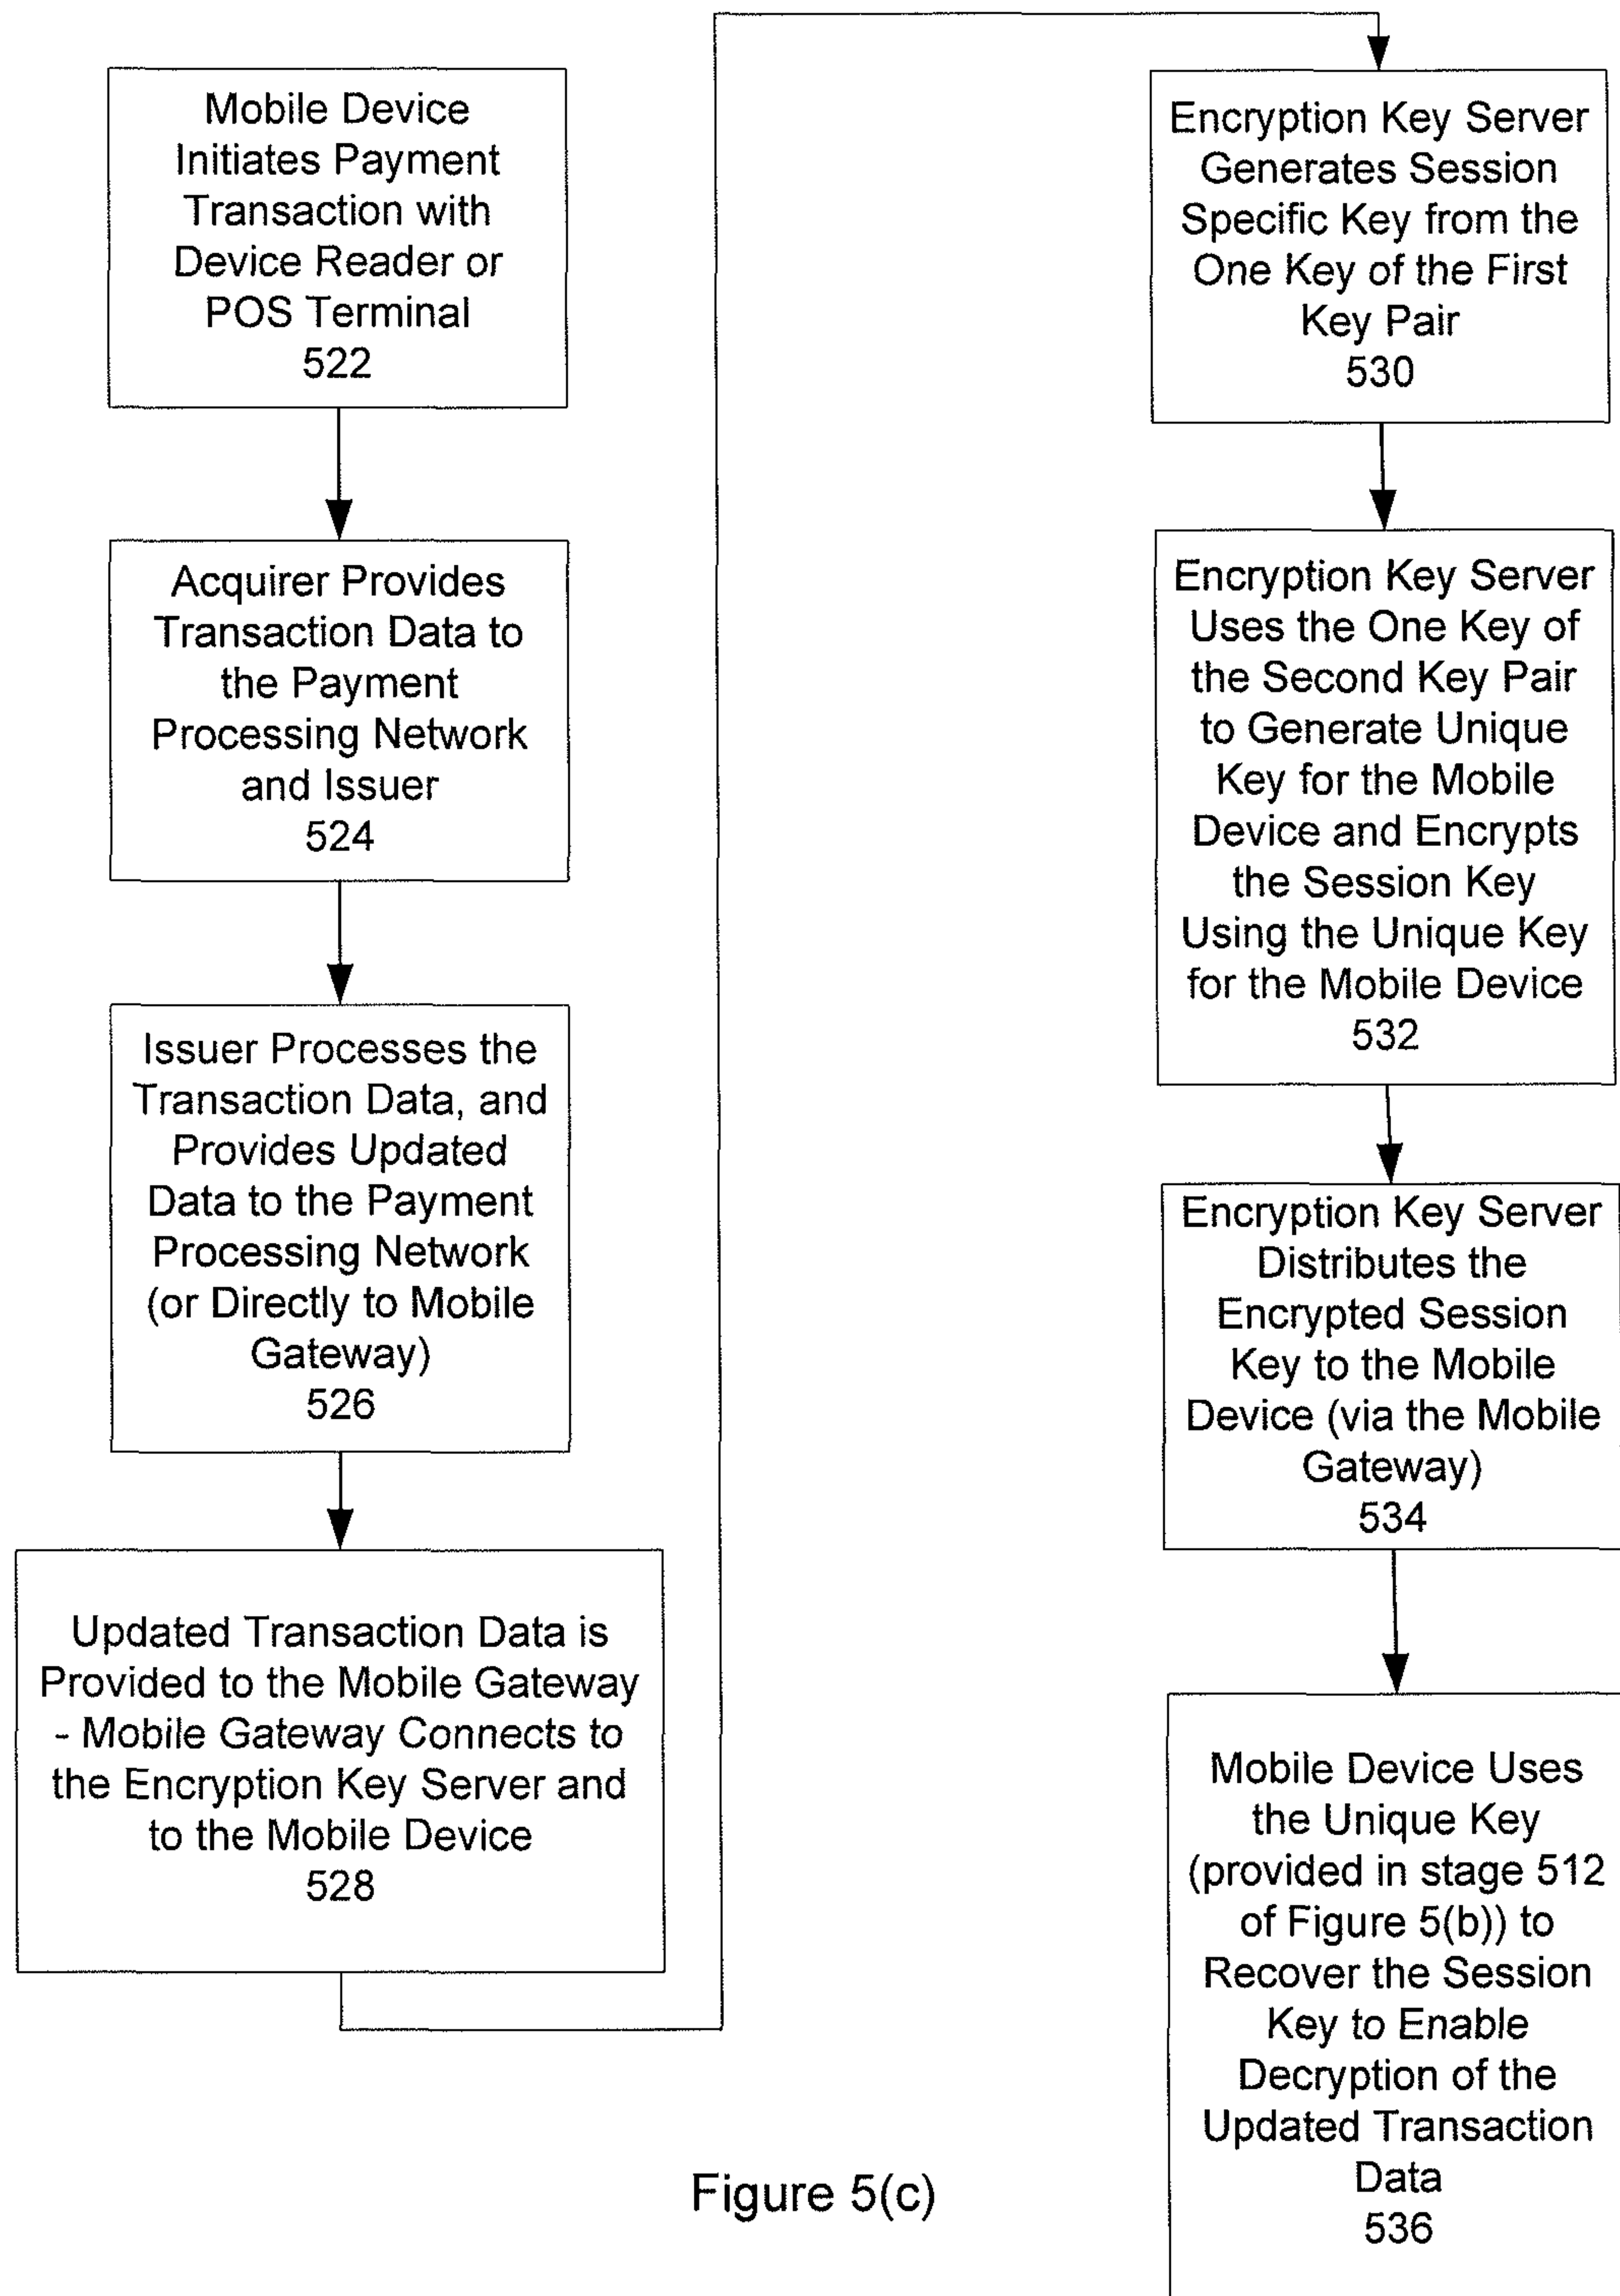 Mobile Device
Initiates Payment
Transaction with
Device Reader or
POS Terminal
522
Acquirer Provides
Transaction Data to
the Payment
Processing Network
and Issuer
524
Issuer Processes the
Transaction Data, and
Provides Updated
Data to the Payment
Processing Network
(or Directly to Mobile
Gateway)
526
Updated Transaction Data is
Provided to the Mobile Gateway
- Mobile Gateway Connects to
the Encryption Key Server and
to the Mobile Device
528
Encryption Key Server
Generates Session
Specific Key from the
One Key of the First
Key Pair
530
Encryption Key Server
Uses the One Key of
the Second Key Pair
to Generate Unique
Key for the Mobile
Device and Encrypts
the Session Key
Using the Unique Key
for the Mobile Device
532
Encryption Key Server
Distributes the
Encrypted Session
Key to the Mobile
Device (via the Mobile
Gateway)
534
Mobile Device Uses
the Unique Key
(provided in stage 512
of Figure 5(b)) to
Recover the Session
Key to Enable
Decryption of the
Updated Transaction
Data
536
Figure 5(c)